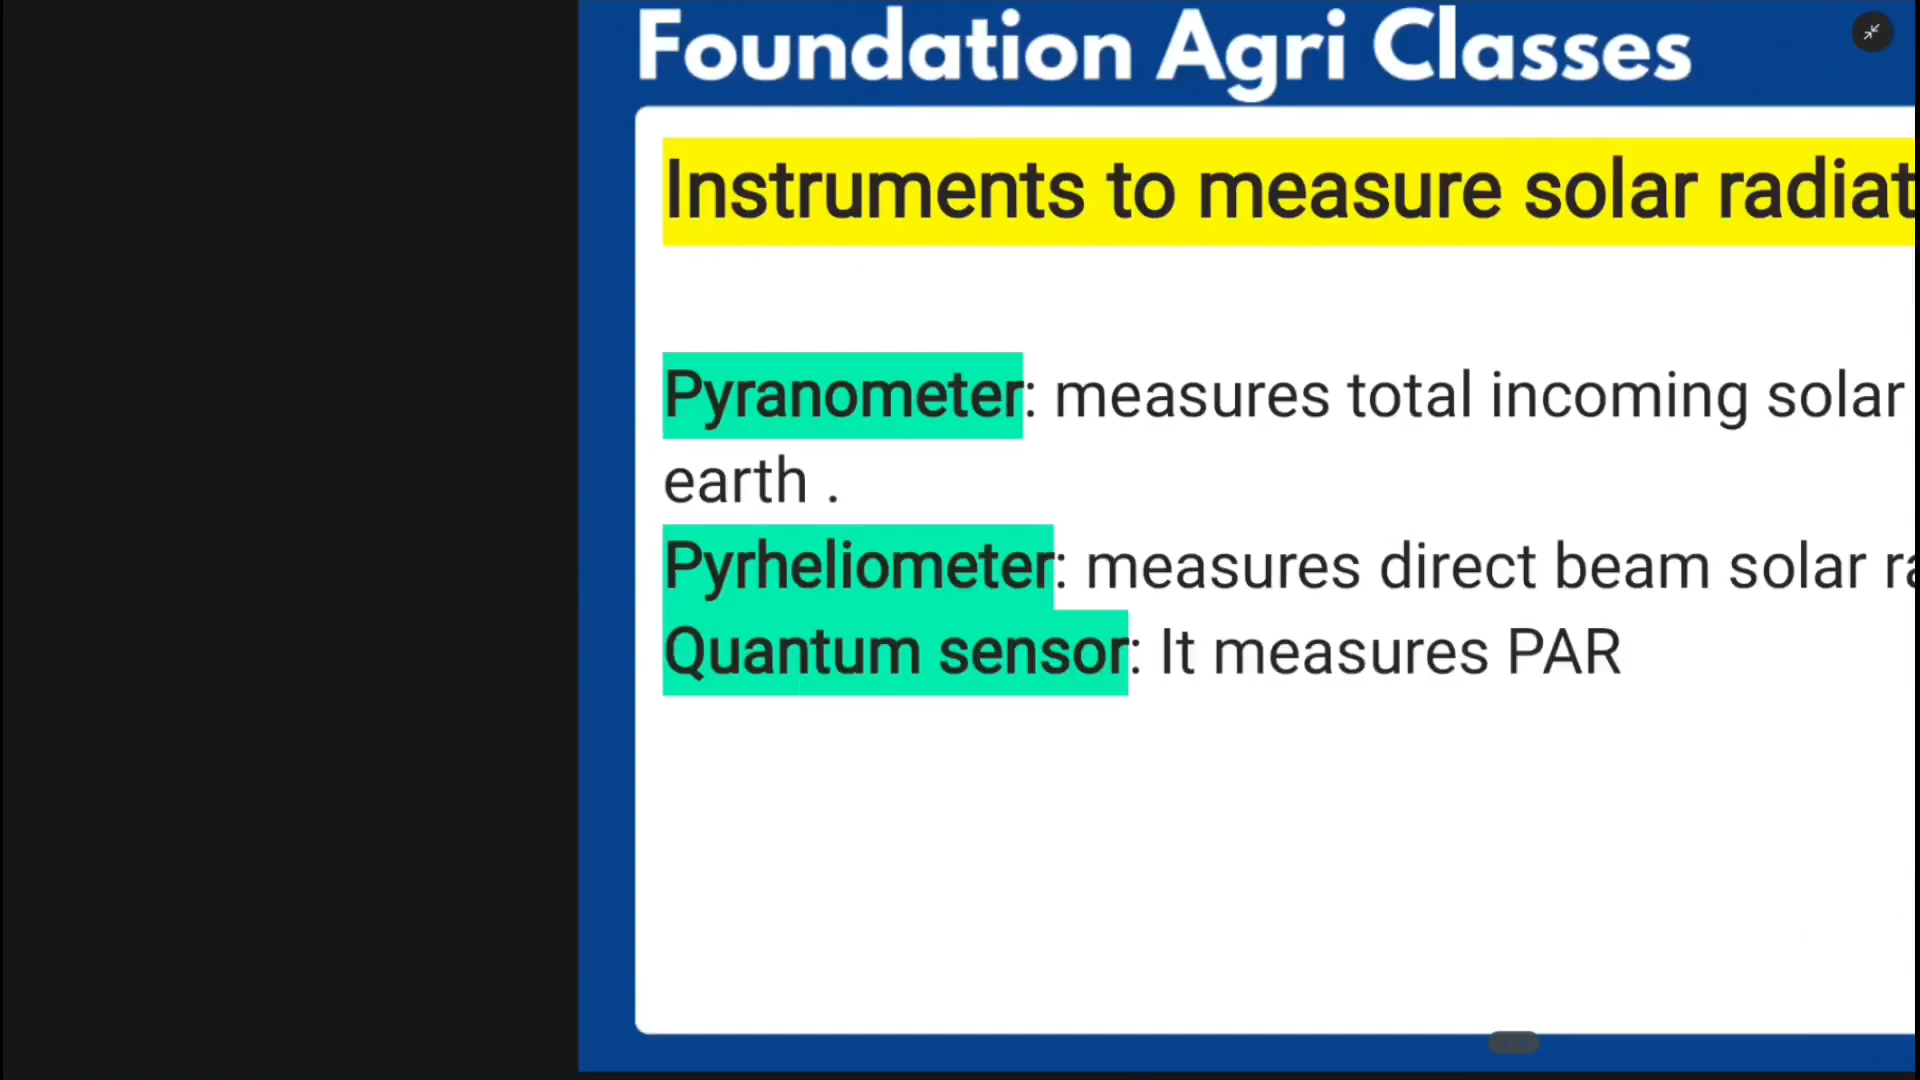 Foundation Agri Classes
Instruments to measure solar
Pyranometer: measures total incoming solar
earth .
Pyrheliometer: measures direct beam solar
Quantum sensor: It measures PAR